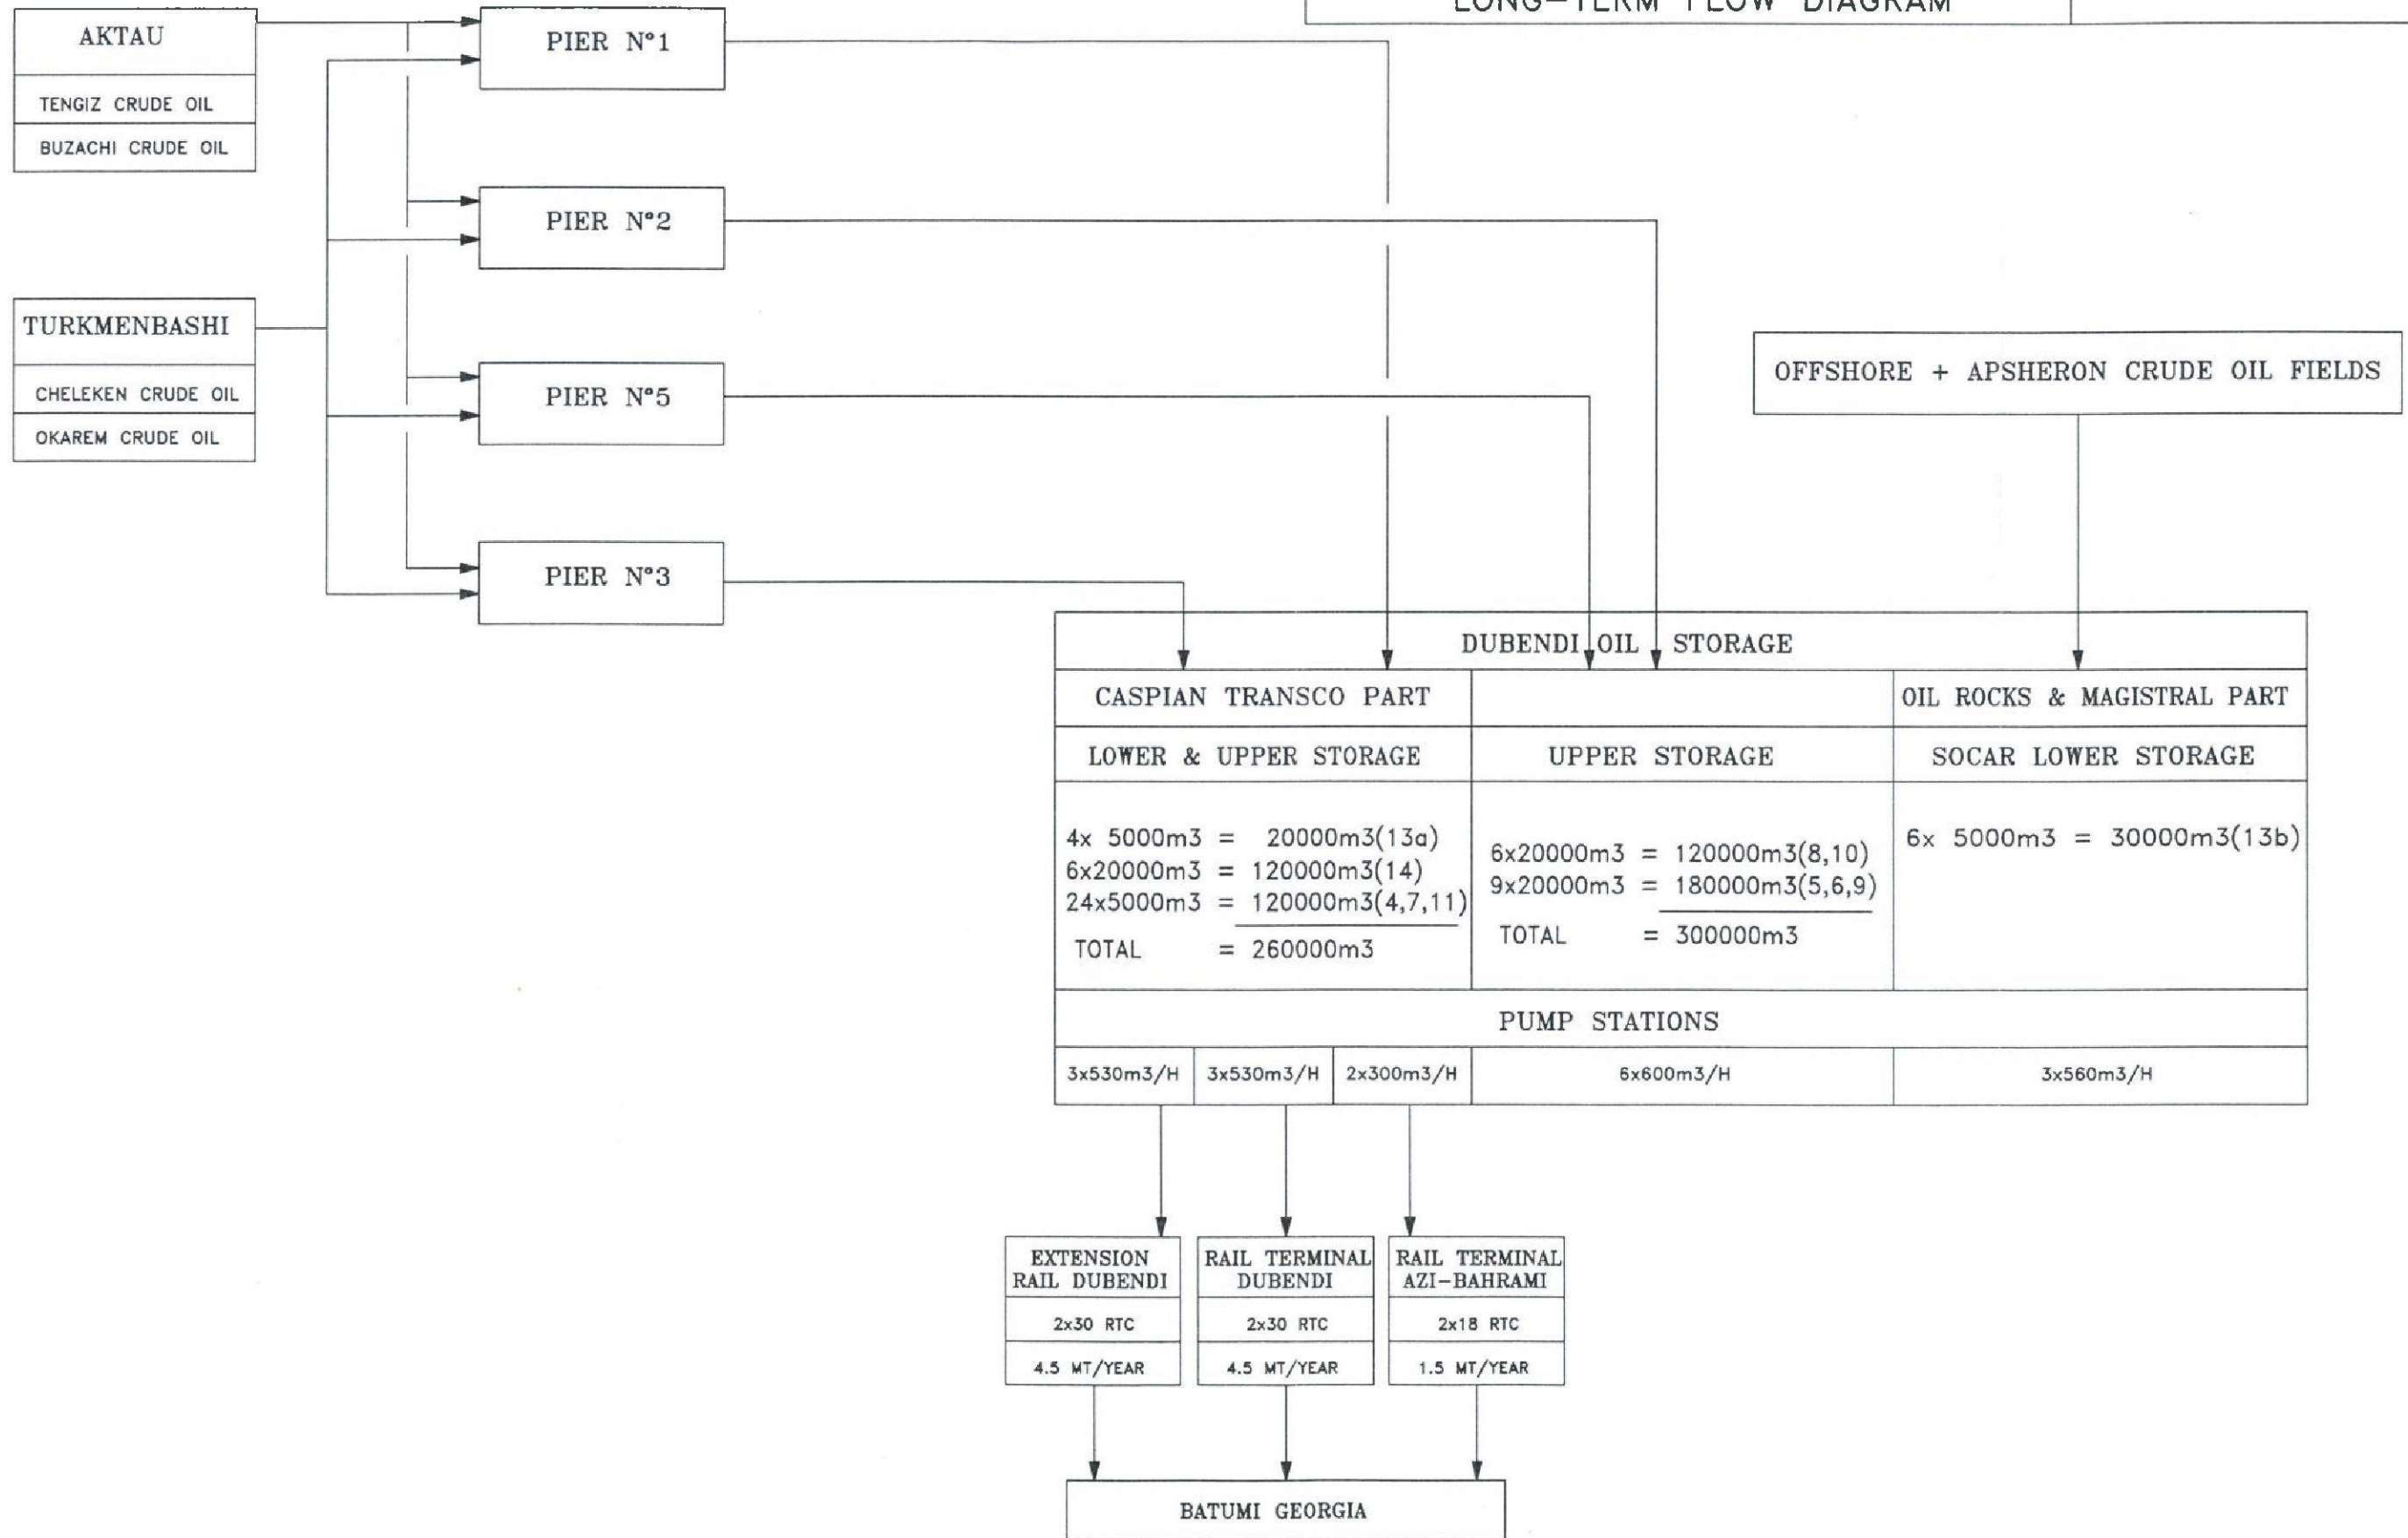 LONG-TERM FLOW DIAGRAM
AKTAU
TENGIZ CRUDE OIL
BUZACHI CRUDE OIL
PIER N°1
PIER N°2
TURKMENBASHI
CHELEKEN CRUDE OIL
OKAREM CRUDE OIL
PIER N°5
OFFSHORE + APSHERON CRUDE OIL FIELDS
PIER N°3
DUBENDI OIL STORAGE
CASPIAN TRANSCO PART
OIL ROCKS & MAGISTRAL PART
LOWER & UPPER STORAGE
UPPER STORAGE
SOCAR LOWER STORAGE
4x 5000m3 = 20000m3(13a)
6x20000m3 = 120000m3(14)
24x5000m3 = 120000m3(4,7,11)
TOTAL = 260000m3
6x20000m3 = 120000m3(8,10)
9x20000m3 = 180000m3(5,6,9)
TOTAL = 300000m3
6x 5000m3 = 30000m3(13b)
PUMP STATIONS
3x530m3/H
3x530m3/H
2x300m3/H
6x600m3/H
3x560m3/H
EXTENSION
RAIL DUBENDI
2x30 RTC
4.5 MT/YEAR
RAIL TERMINAL
DUBENDI
2x30 RTC
4.5 MT/YEAR
RAIL TERMINAL
AZI-BAHRAMI
2x18 RTC
1.5 MT/YEAR
BATUMI GEORGIA